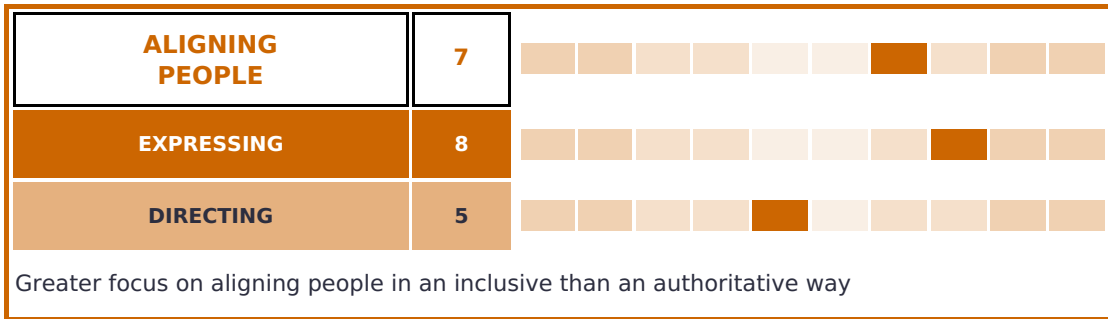 ALIGNING
PEOPLE
7
EXPRESSING
8
DIRECTING
5
Greater focus on aligning people in an inclusive than an authoritative way